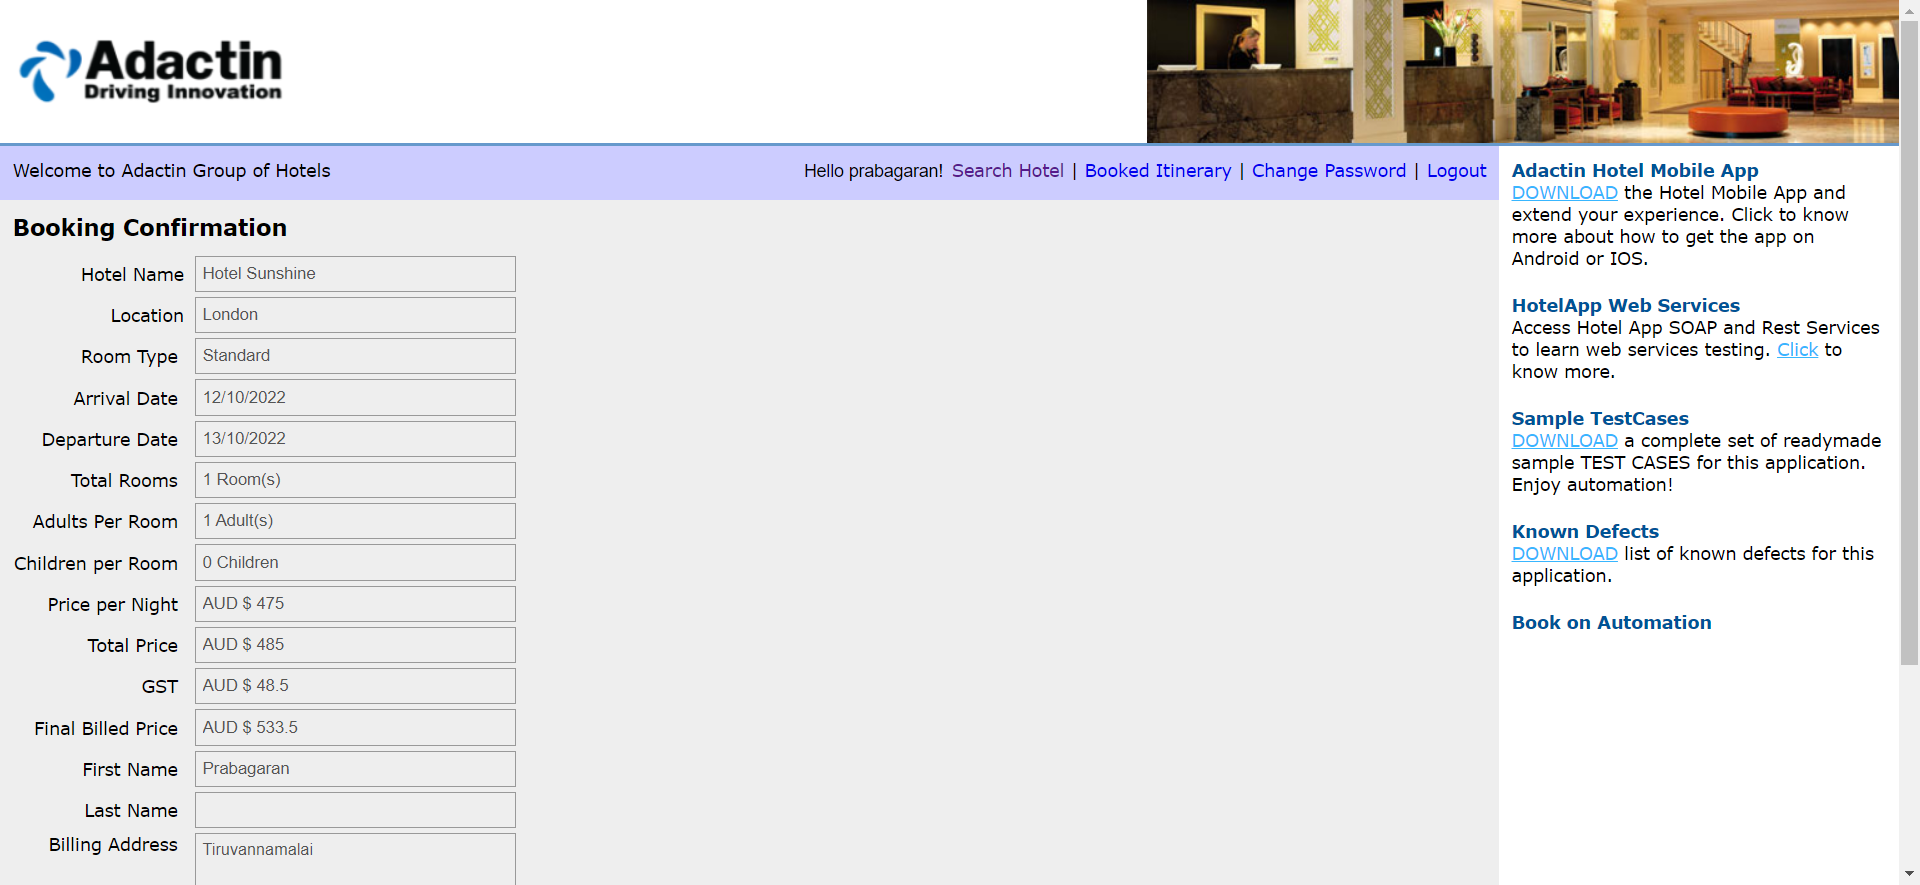 Adactin
Driving Innovation
Welcome to Adactin Group of Hotels
Hello prabagaran! Search Hotel | Booked Itinerary | Change Password | Logout
Booking Confirmation
Hotel Name Hotel Sunshine
Location London
Room Type Standard
Arrival Date 12/10/2022
Departure Date 13/10/2022
Total Rooms 1 Room(s)
Adults Per Room 1 Adult(s)
Children per Room 0 Children
Price per Night AUD $ 475
Total Price AUD $ 485
GST AUD $ 48.5
Final Billed Price AUD $ 533.5
First Name Prabagaran
Last Name
Billing Address Tiruvannamalai
Adactin Hotel Mobile App
DOWNLOAD the Hotel Mobile App and
extend your experience. Click to know
more about how to get the app on
Android or IOS.
HotelApp Web Services
Access Hotel App SOAP and Rest Services
to learn web services testing. Click to
know more.
Sample TestCases
DOWNLOAD a complete set of readymade
sample TEST CASES for this application.
Enjoy automation!
Known Defects
DOWNLOAD list of known defects for this
application.
Book on Automation